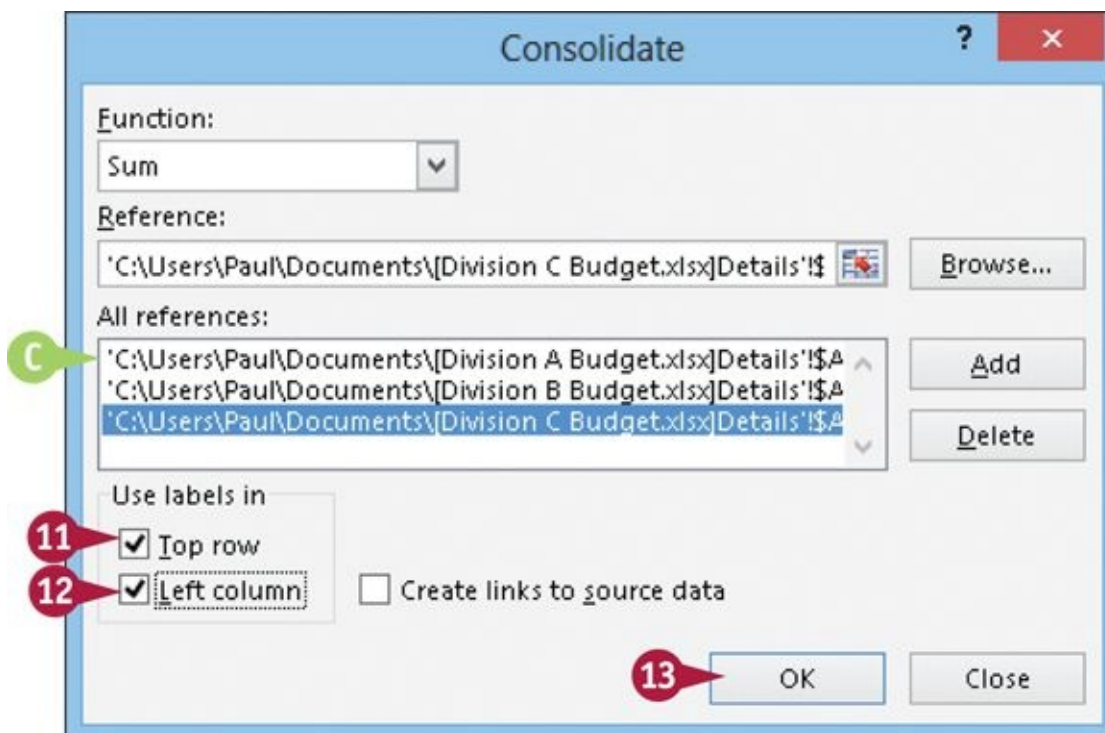 Consolidate ? ×
Function:
Sum
Reference:
'C:\Users\Paul\Documents\[Division C Budget.xlsx]Details'!$
Browse...
All references:
C
'C:\Users\Paul\Documents\[Division A Budget.xlsx]Details'!$A
'C:\Users\Paul\Documents\[Division B Budget.xlsx]Details'!$A
'C:\Users\Paul\Documents\[Division C Budget.xlsx]Details'!$A
Add
Delete
Use labels in
11 Top row
12 Left column
Create links to source data
13 OK
Close